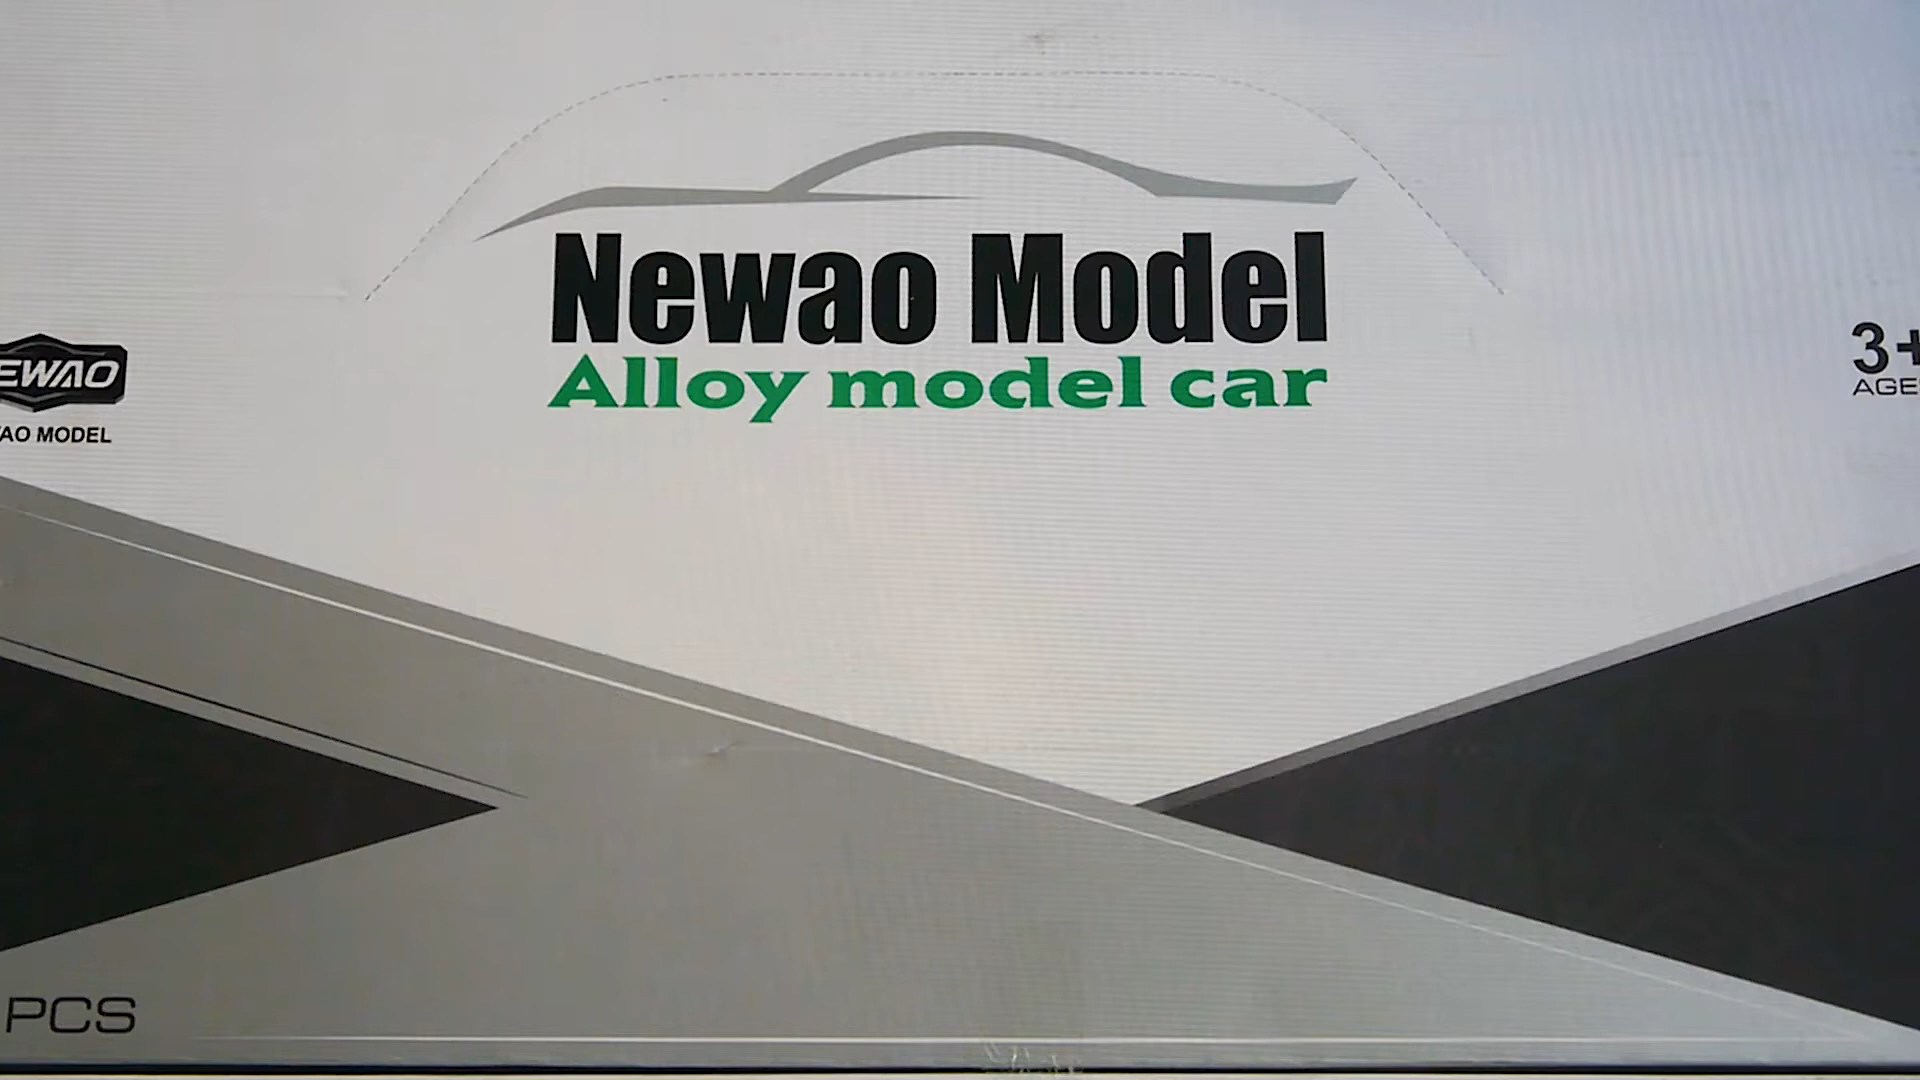 Newao Model
Alloy model car
EWAO
AO MODEL
3+
AGE
PCS